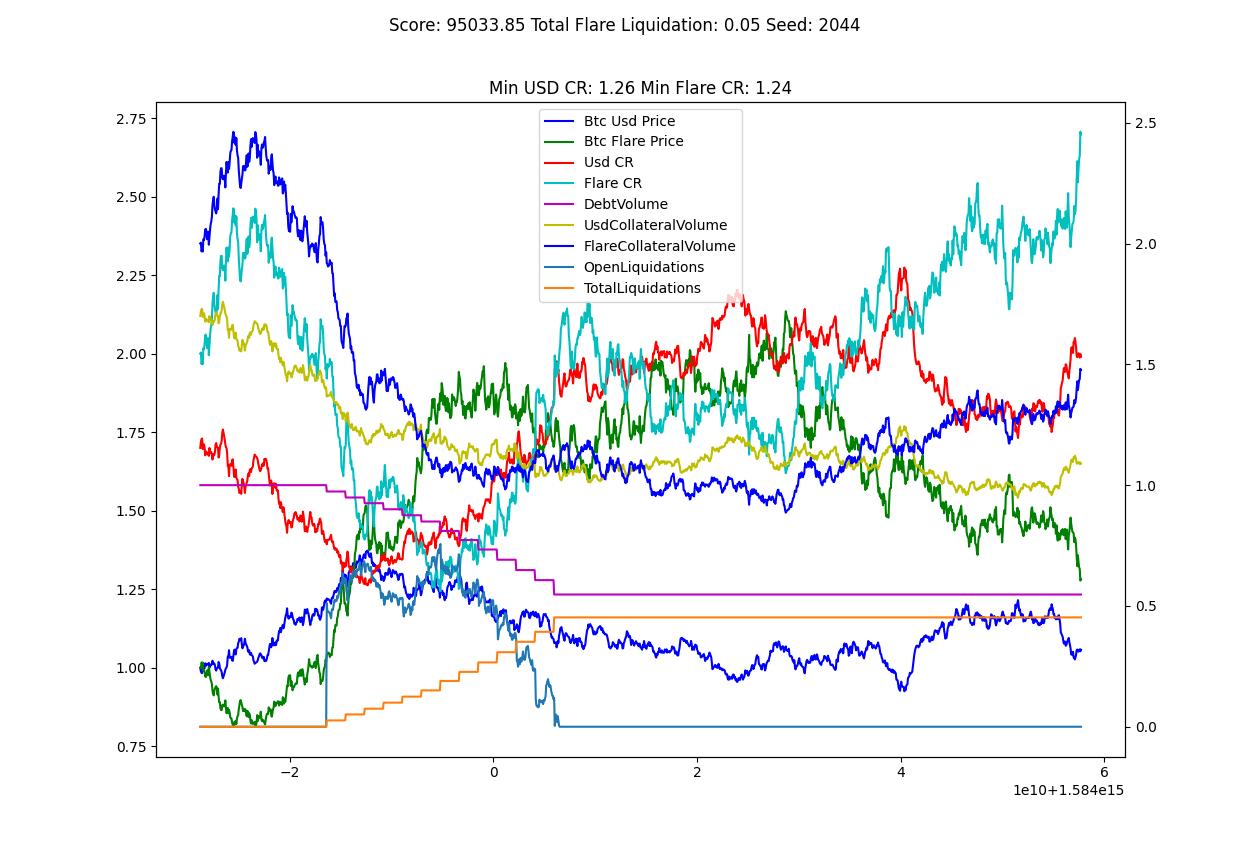 Score: 95033.85 Total Flare Liquidation: 0.05 Seed: 2044
Min USD CR: 1.26 Min Flare CR: 1.24
Btc Usd Price
Btc Flare Price
Usd CR
Flare CR
DebtVolume
UsdCollateralVolume
FlareCollateralVolume
OpenLiquidations
TotalLiquidations
2.75
2.50
2.25
2.00
1.75
1.50
1.25
1.00
0.75
2.5
2.0
1.5
1.0
0.5
0.0
−2
0
2
4
6
1e10+1.584e15